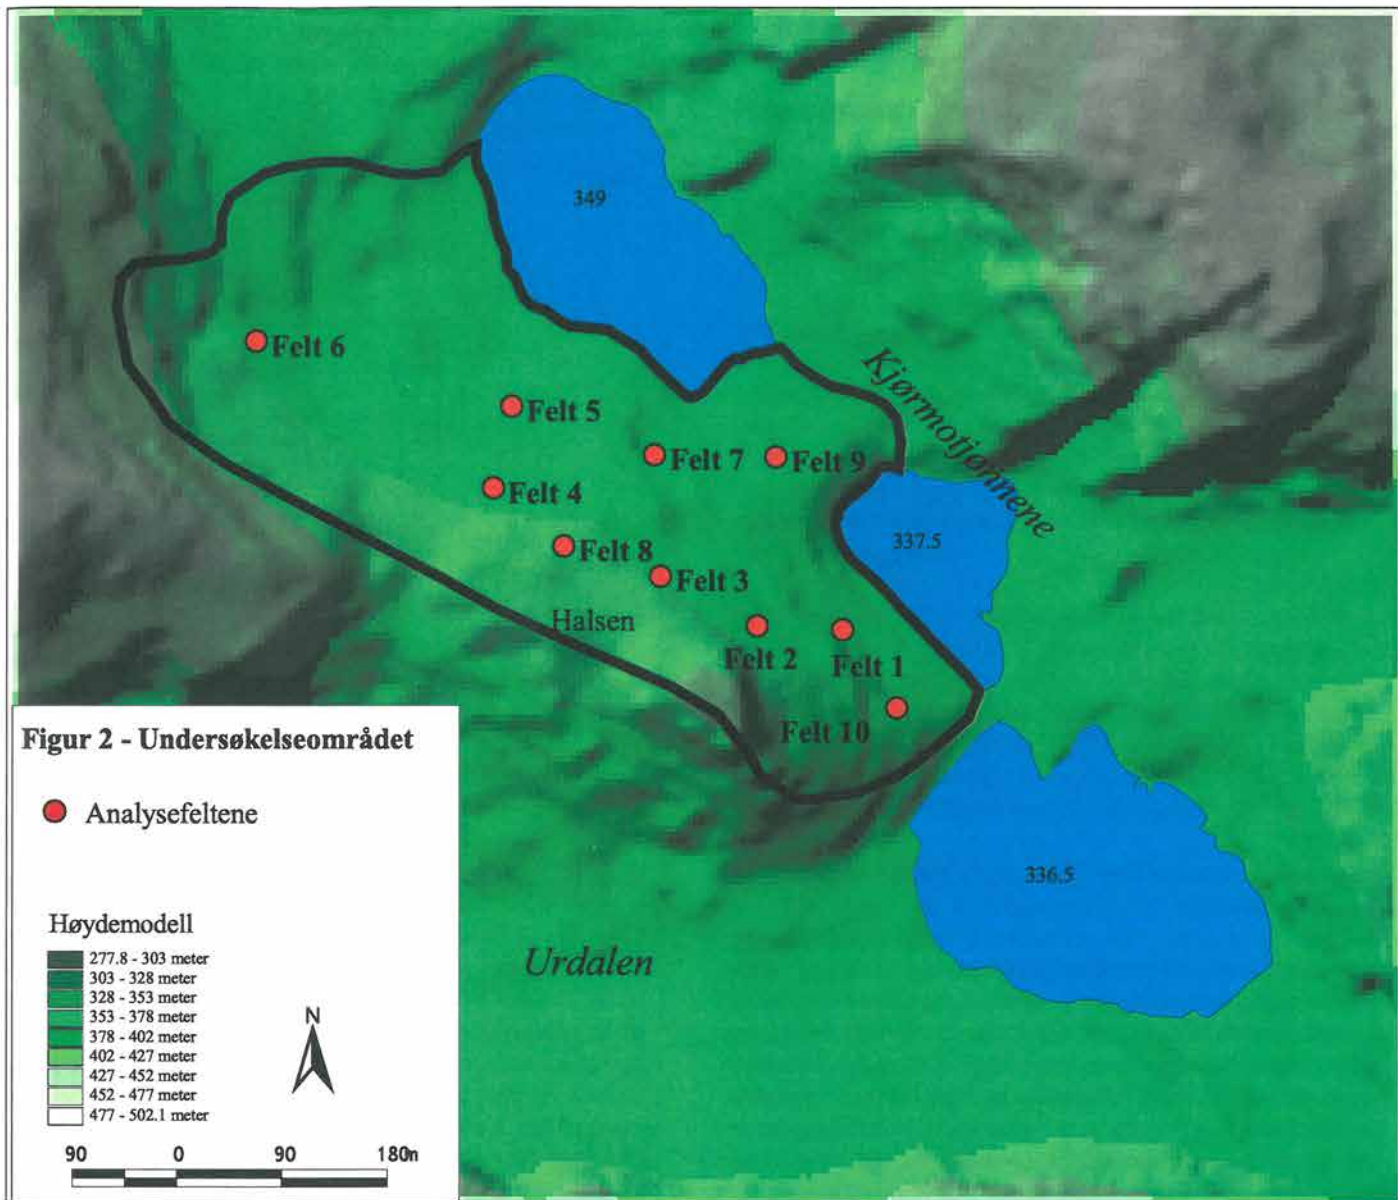 349
Kjørmotjønnene
Felt 6
Felt 5
Felt 7
Felt 9
Felt 4
337.5
Felt 8
Felt 3
Halsen
Felt 2
Felt 1
Felt 10
336.5
Urdalen
Figur 2 - Undersøkelseområdet
Analysefeltene
Høydemodell
277.8 - 303 meter
303 - 328 meter
328 - 353 meter
353 - 378 meter
378 - 402 meter
402 - 427 meter
427 - 452 meter
452 - 477 meter
477 - 502.1 meter
N
90 0 90 180m